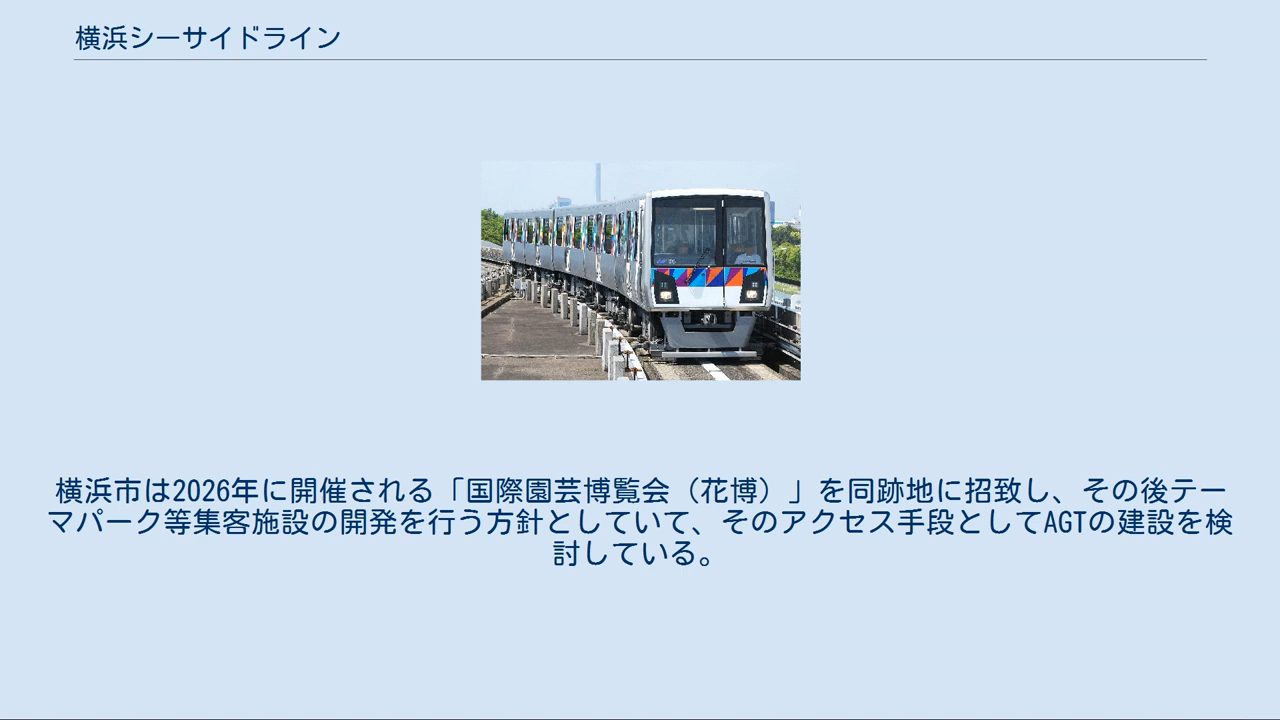 横浜シーサイドライン
横浜市は2026年に開催される「国際園芸博覧会（花博）」を同跡地に招致し、その後テー
マパーク等集客施設の開発を行う方針としていて、そのアクセス手段としてAGTの建設を検
討している。